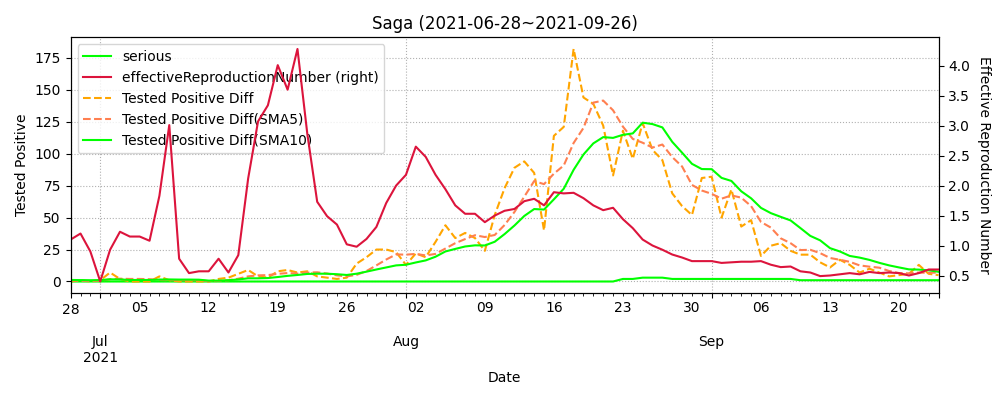 Saga (2021-06-28~2021-09-26)
serious
effectiveReproductionNumber (right)
Tested Positive Diff
Tested Positive Diff(SMA5)
Tested Positive Diff(SMA10)
Tested Positive
175
150
125
100
75
50
25
0
4.0
3.5
3.0
2.5
2.0
1.5
1.0
0.5
Effective Reproduction Number
28 05 12 19 26 02 09 16 23 30 06 13 20
Jul Aug Sep
2021
Date